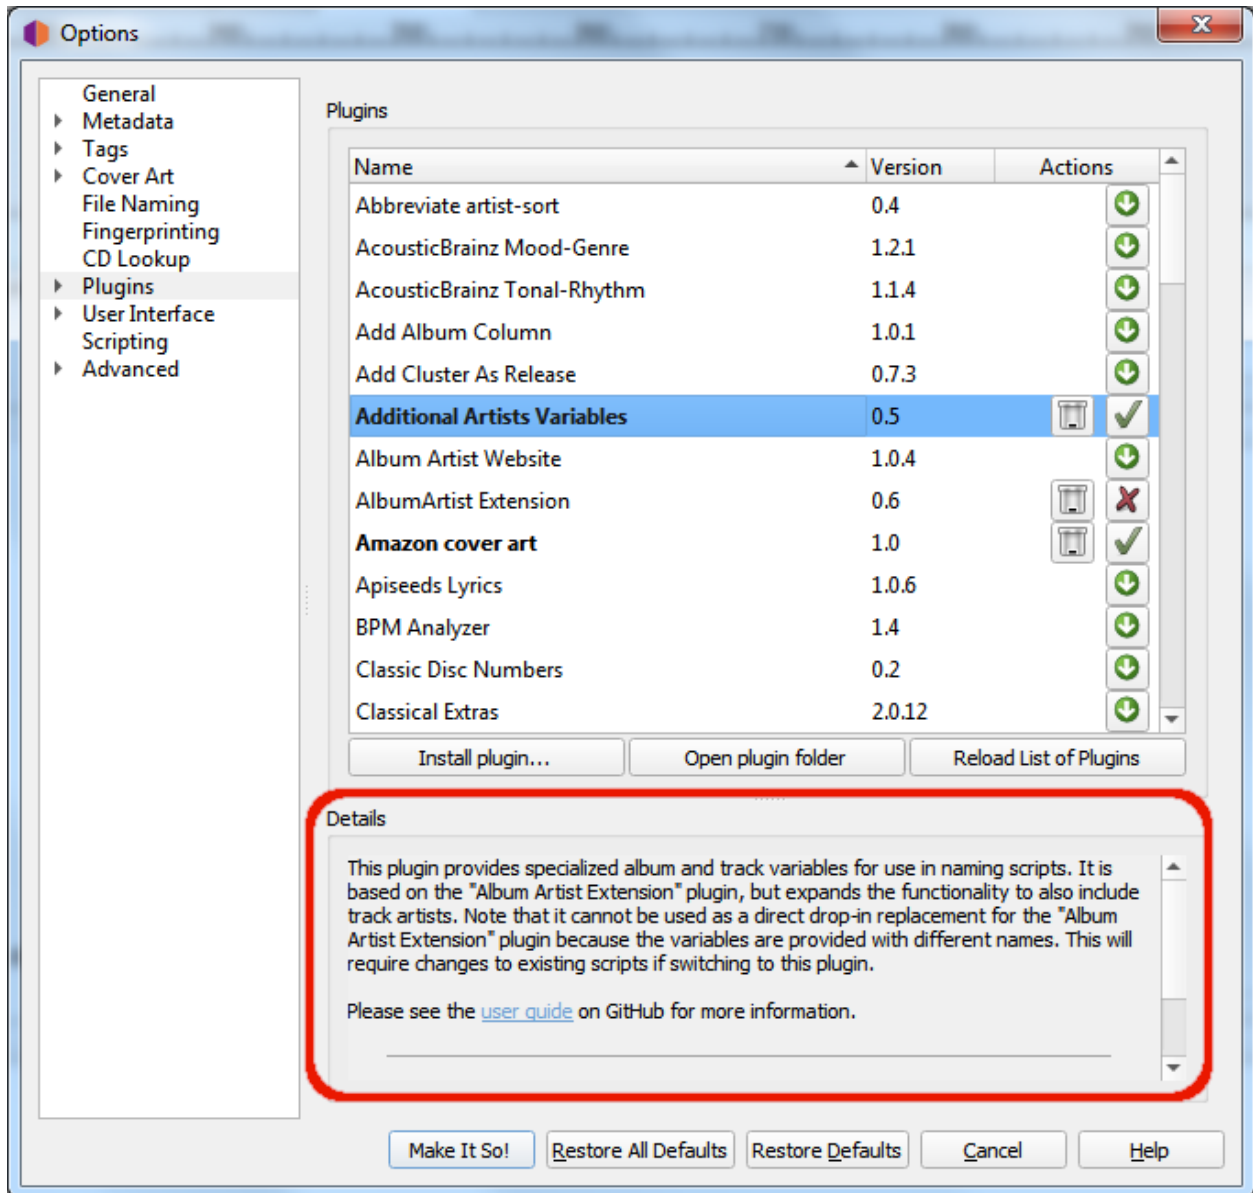 Options
General
Metadata
Tags
Cover Art
File Naming
Fingerprinting
CD Lookup
Plugins
User Interface
Scripting
Advanced
Plugins
Name Version Actions
Abbreviate artist-sort 0.4
AcousticBrainz Mood-Genre 1.2.1
AcousticBrainz Tonal-Rhythm 1.1.4
Add Album Column 1.0.1
Add Cluster As Release 0.7.3
Additional Artists Variables 0.5
Album Artist Website 1.0.4
AlbumArtist Extension 0.6
Amazon cover art 1.0
Apiseeds Lyrics 1.0.6
BPM Analyzer 1.4
Classic Disc Numbers 0.2
Classical Extras 2.0.12
Install plugin... Open plugin folder Reload List of Plugins
Details
This plugin provides specialized album and track variables for use in naming scripts. It is
based on the "Album Artist Extension" plugin, but expands the functionality to also include
track artists. Note that it cannot be used as a direct drop-in replacement for the "Album
Artist Extension" plugin because the variables are provided with different names. This will
require changes to existing scripts if switching to this plugin.
Please see the user guide on GitHub for more information.
Make It So! Restore All Defaults Restore Defaults Cancel Help